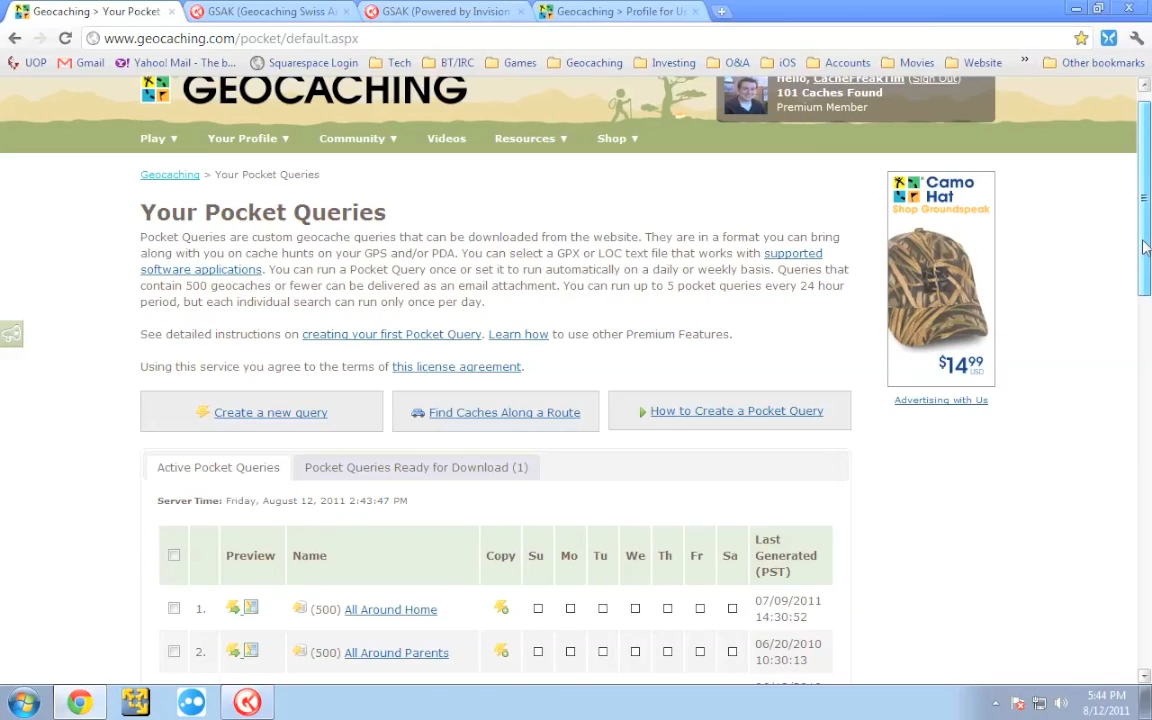 Geocaching > Your Pocket
GSAK (Geocaching Swiss A
GSAK (Powered by Invision
Geocaching > Profile for Us
www.geocaching.com/pocket/default.aspx
UOP
Gmail
Yahoo! Mail - The b...
Squarespace Login
Tech
BT/IRC
Games
Geocaching
Investing
O&A
iOS
Accounts
Movies
Website
»
Other bookmarks
GEOCACHING
Hello, CacherFreakTim (Sign Out)
101 Caches Found
Premium Member
Play ▼
Your Profile ▼
Community ▼
Videos
Resources ▼
Shop ▼
Geocaching > Your Pocket Queries
Your Pocket Queries
Pocket Queries are custom geocache queries that can be downloaded from the website. They are in a format you can bring
along with you on cache hunts on your GPS and/or PDA. You can select a GPX or LOC text file that works with supported
software applications. You can run a Pocket Query once or set it to run automatically on a daily or weekly basis. Queries that
contain 500 geocaches or fewer can be delivered as an email attachment. You can run up to 5 pocket queries every 24 hour
period, but each individual search can run only once per day.
See detailed instructions on creating your first Pocket Query. Learn how to use other Premium Features.
Using this service you agree to the terms of this license agreement.
Camo
Hat
Shop Groundspeak
$14.99
USD
Advertising with Us
Create a new query
Find Caches Along a Route
How to Create a Pocket Query
Active Pocket Queries
Pocket Queries Ready for Download (1)
Server Time: Friday, August 12, 2011 2:43:47 PM
Preview Name Copy Su Mo Tu We Th Fr Sa Last Generated (PST)
1. (500) All Around Home 07/09/2011 14:30:52
2. (500) All Around Parents 06/20/2010 10:30:13
5:44 PM
8/12/2011